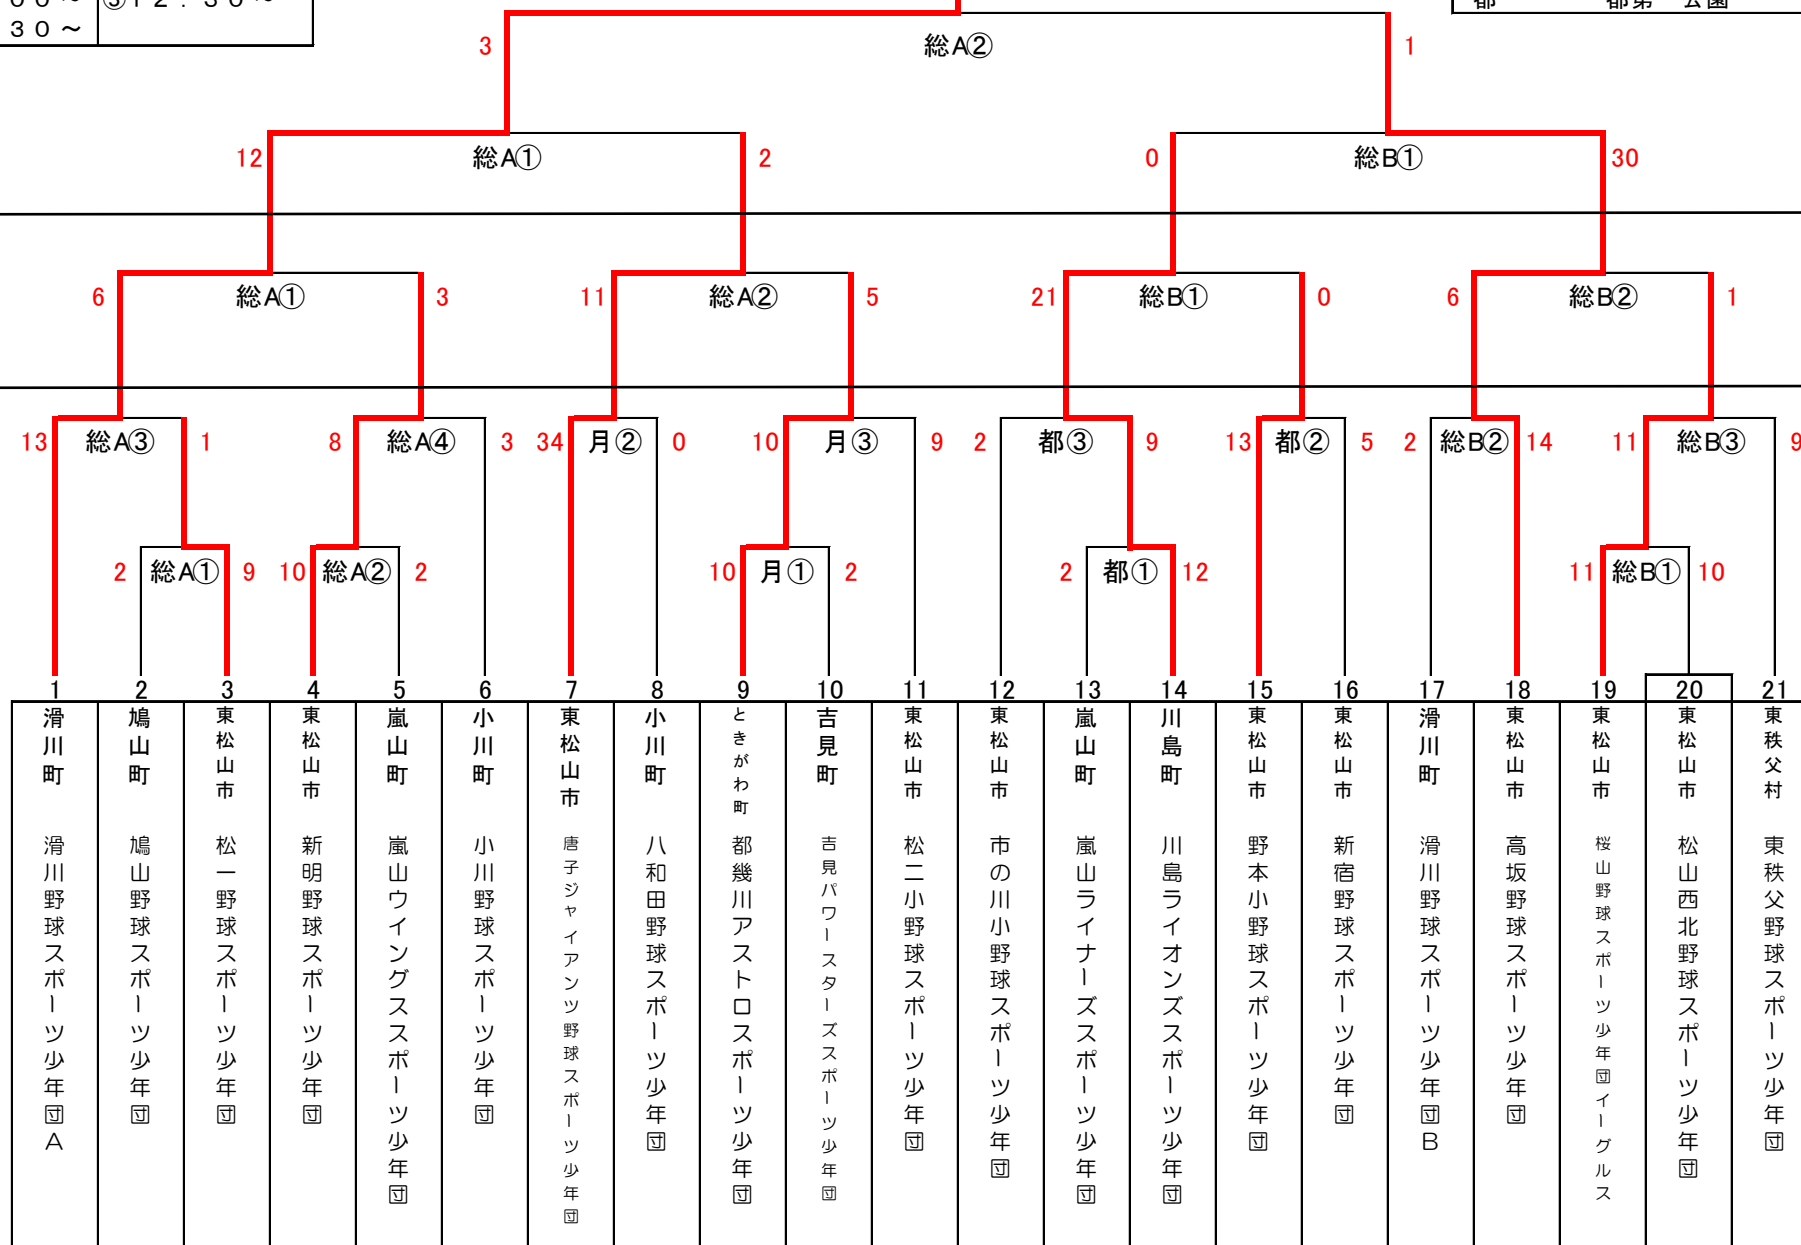 ００～ ⑤１２：３０～
３０～
都 都第 公園
3 総A② 1
12 総A① 2 0 総B① 30
6 総A① 3 11 総A② 5 21 総B① 0 6 総B② 1
13 総A③ 1 8 総A④ 3 34 月② 0 10 月③ 9 2 都③ 9 13 都② 5 2 総B② 14 11 総B③ 9
2 総A① 9 10 総A② 2 10 月① 2 2 都① 12 11 総B① 10
1 2 3 4 5 6 7 8 9 10 11 12 13 14 15 16 17 18 19 20 21
滑川町
滑川野球スポーツ少年団A
鳩山町
鳩山野球スポーツ少年団
東松山市
松一野球スポーツ少年団
東松山市
新明野球スポーツ少年団
嵐山町
嵐山ウイングススポーツ少年団
小川町
小川野球スポーツ少年団
東松山市
唐子ジャイアンツ野球スポーツ少年団
小川町
八和田野球スポーツ少年団
ときがわ町
都幾川アストロスポーツ少年団
吉見町
吉見パワースターズスポーツ少年団
東松山市
松二小野球スポーツ少年団
東松山市
市の川小野球スポーツ少年団
嵐山町
嵐山ライナーズスポーツ少年団
川島町
川島ライオンズスポーツ少年団
東松山市
野本小野球スポーツ少年団
東松山市
新宿野球スポーツ少年団
滑川町
滑川野球スポーツ少年団B
東松山市
高坂野球スポーツ少年団
東松山市
桜山野球スポーツ少年団イーグルス
東松山市
松山西北野球スポーツ少年団
東秩父村
東秩父野球スポーツ少年団